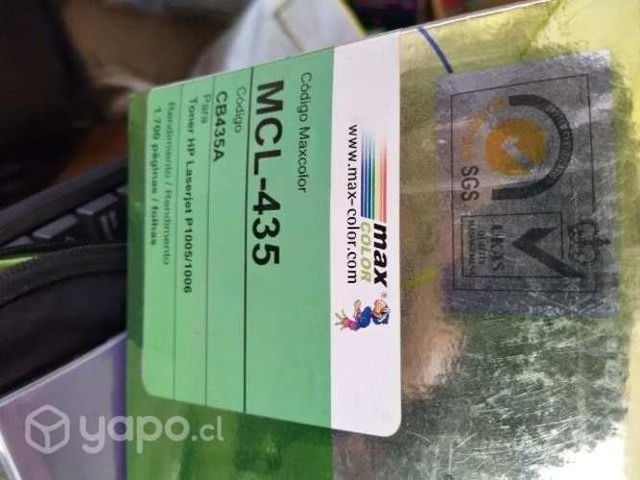 max
COLOR
®
www.max-color.com
Código Maxcolor
MCL-435
Código
CB435A
Para
Toner HP Laserjet P1005/1006
Rendimiento / Rendimento
1.700 páginas / folhas
SGS
UKAS
yapo.cl